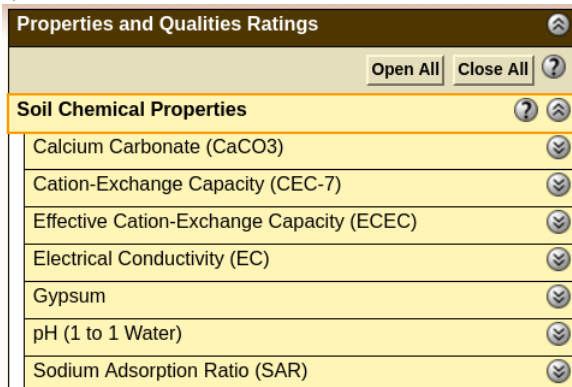 Properties and Qualities Ratings
Open All Close All ?
Soil Chemical Properties ?
Calcium Carbonate (CaCO3)
Cation-Exchange Capacity (CEC-7)
Effective Cation-Exchange Capacity (ECEC)
Electrical Conductivity (EC)
Gypsum
pH (1 to 1 Water)
Sodium Adsorption Ratio (SAR)